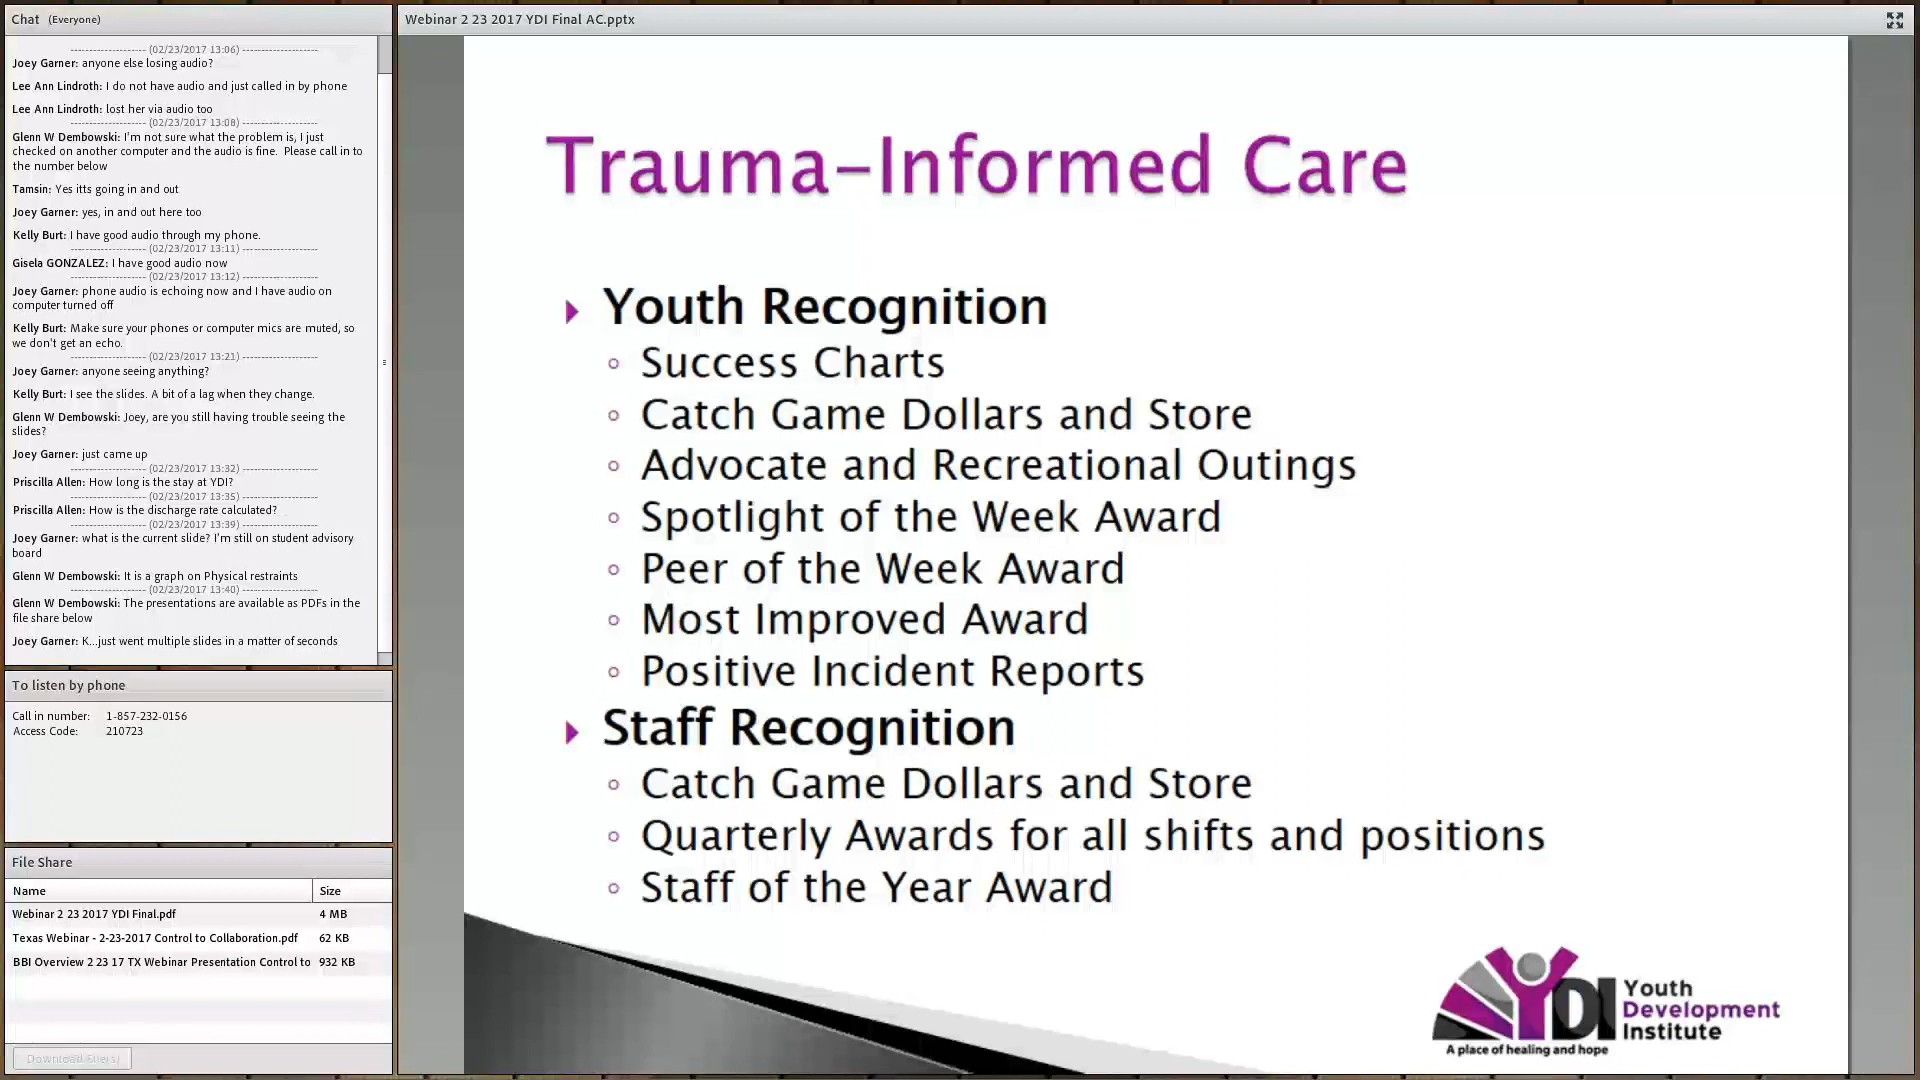 Chat (Everyone)
-------------------- (02/23/2017 13:06) --------------------
Joey Garner: anyone else losing audio?
Lee Ann Lindroth: I do not have audio and just called in by phone
Lee Ann Lindroth: lost her via audio too
-------------------- (02/23/2017 13:08) --------------------
Glenn W Dembowski: I'm not sure what the problem is, I just
checked on another computer and the audio is fine. Please call in to
the number below
Tamsin: Yes itts going in and out
Joey Garner: yes, in and out here too
Kelly Burt: I have good audio through my phone.
-------------------- (02/23/2017 13:11) --------------------
Gisela GONZALEZ: I have good audio now
-------------------- (02/23/2017 13:12) --------------------
Joey Garner: phone audio is echoing now and I have audio on
computer turned off
Kelly Burt: Make sure your phones or computer mics are muted, so
we don't get an echo.
-------------------- (02/23/2017 13:21) --------------------
Joey Garner: anyone seeing anything?
Kelly Burt: I see the slides. A bit of a lag when they change.
Glenn W Dembowski: Joey, are you still having trouble seeing the
slides?
Joey Garner: just came up
-------------------- (02/23/2017 13:32) --------------------
Priscilla Allen: How long is the stay at YDI?
-------------------- (02/23/2017 13:35) --------------------
Priscilla Allen: How is the discharge rate calculated?
-------------------- (02/23/2017 13:39) --------------------
Joey Garner: what is the current slide? I'm still on student advisory
board
Glenn W Dembowski: It is a graph on Physical restraints
-------------------- (02/23/2017 13:40) --------------------
Glenn W Dembowski: The presentations are available as PDFs in the
file share below
Joey Garner: K...just went multiple slides in a matter of seconds
To listen by phone
Call in number: 1-857-232-0156
Access Code: 210723
File Share
Name Size
Webinar 2 23 2017 YDI Final.pdf 4 MB
Texas Webinar - 2-23-2017 Control to Collaboration.pdf 62 KB
BBI Overview 2 23 17 TX Webinar Presentation Control to 932 KB
Download File(s)
Webinar 2 23 2017 YDI Final AC.pptx
Trauma-Informed Care
Youth Recognition
Success Charts
Catch Game Dollars and Store
Advocate and Recreational Outings
Spotlight of the Week Award
Peer of the Week Award
Most Improved Award
Positive Incident Reports
Staff Recognition
Catch Game Dollars and Store
Quarterly Awards for all shifts and positions
Staff of the Year Award
YDI
Youth
Development
Institute
A place of healing and hope